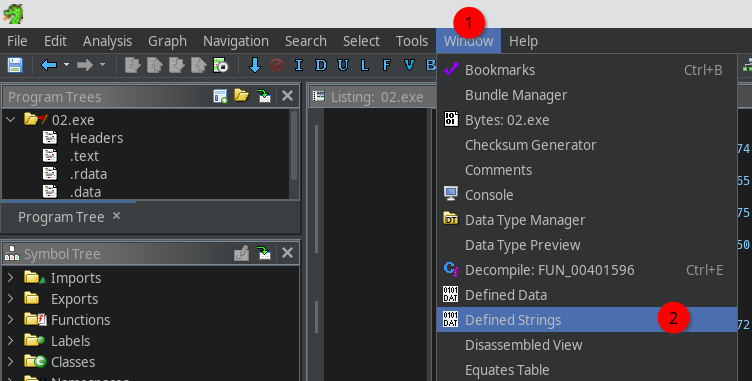 1
File Edit Analysis Graph Navigation Search Select Tools Window Help
I D U L F V B
Program Trees
02.exe
Headers
.text
.rdata
.data
Program Tree ×
Symbol Tree
Imports
Exports
Functions
Labels
Classes
Listing: 02.exe
Bookmarks Ctrl+B
Bundle Manager
Bytes: 02.exe
Checksum Generator
Comments
Console
Data Type Manager
Data Type Preview
Decompile: FUN_00401596 Ctrl+E
Defined Data
Defined Strings 2
Disassembled View
Equates Table
74
65
75
50
72